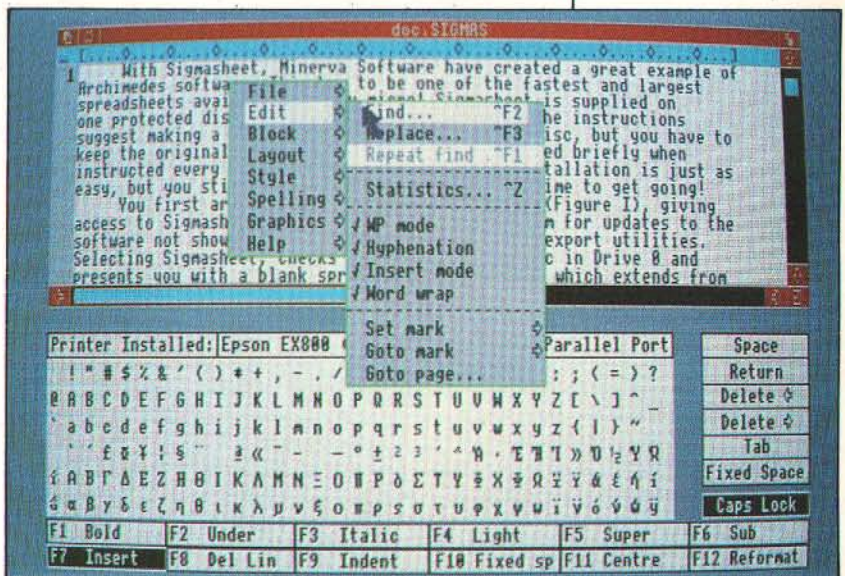 doc.SIGMRS
1 With Sigmasheet, Minerva Software have created a great example of
Archimedes softwa to be one of the fastest and largest
spreadsheets avai Sigmasheet is supplied on
one protected dis he instructions
suggest making a isc, but you have to
keep the original ed briefly when
instructed every tallation is just as
easy, but you sti ime to get going!
You first ar (Figure I), giving
access to Sigmash m for updates to the
software not show export utilities.
Selecting Sigmasheet, checks c in Drive 0 and
presents you with a blank spr which extends from
File
Edit
Block
Layout
Style
Spelling
Graphics
Help
Find... ^F2
Replace... ^F3
Repeat find .^F1
Statistics... ^Z
√ WP mode
√ Hyphenation
√ Insert mode
√ Word wrap
Set mark
Goto mark
Goto page...
Printer Installed: Epson EX800 Parallel Port
! " # $ % & ' ( ) * + , - . / : ; < = > ?
@ A B C D E F G H I J K L M N O P Q R S T U V W X Y Z [ \ ] ^ _
` a b c d e f g h i j k l m n o p q r s t u v w x y z { | } ~
Α Β Γ Δ Ε Ζ Η Θ Ι Κ Λ Μ Ν Ξ Ο Π Ρ Σ Τ Υ Φ Χ Ψ Ω
α β γ δ ε ζ η θ ι κ λ μ ν ξ ο π ρ ς σ τ υ φ χ ψ ω
Space
Return
Delete
Delete
Tab
Fixed Space
Caps Lock
F1 Bold F2 Under F3 Italic F4 Light F5 Super F6 Sub
F7 Insert F8 Del Lin F9 Indent F10 Fixed sp F11 Centre F12 Reformat